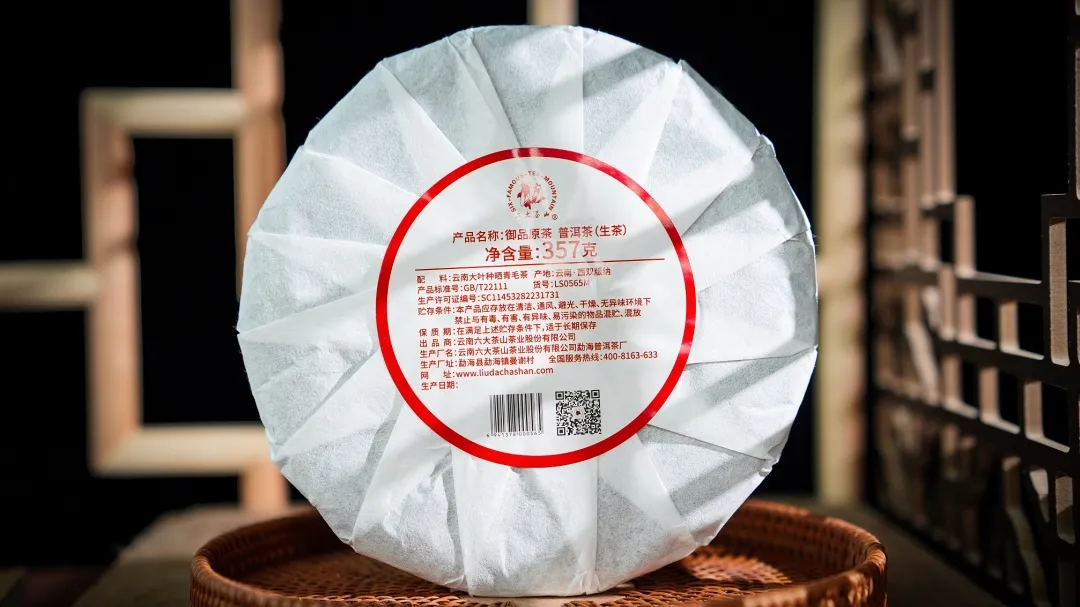 SIX-FAMOUS TEA MOUNTAIN
六大茶山®
产品名称:御品原茶 普洱茶(生茶)
净含量:357克
配 料:云南大叶种晒青毛茶 产地:云南·西双版纳
产品标准号:GB/T22111 货号:LS0565M
生产许可证编号:SC11453282231731
贮存条件:本产品应存放在清洁、通风、避光、干燥、无异味环境下
禁止与有毒、有害、有异味、易污染的物品混贮、混放
保 质 期:在满足上述贮存条件下,适于长期保存
出 品 商:云南六大茶山茶业股份有限公司
生产厂名:云南六大茶山茶业股份有限公司勐海普洱茶厂
生产厂址:勐海县勐海镇曼谢村 全国服务热线:400-8163-633
网 址:www.liudachashan.com
生产日期: